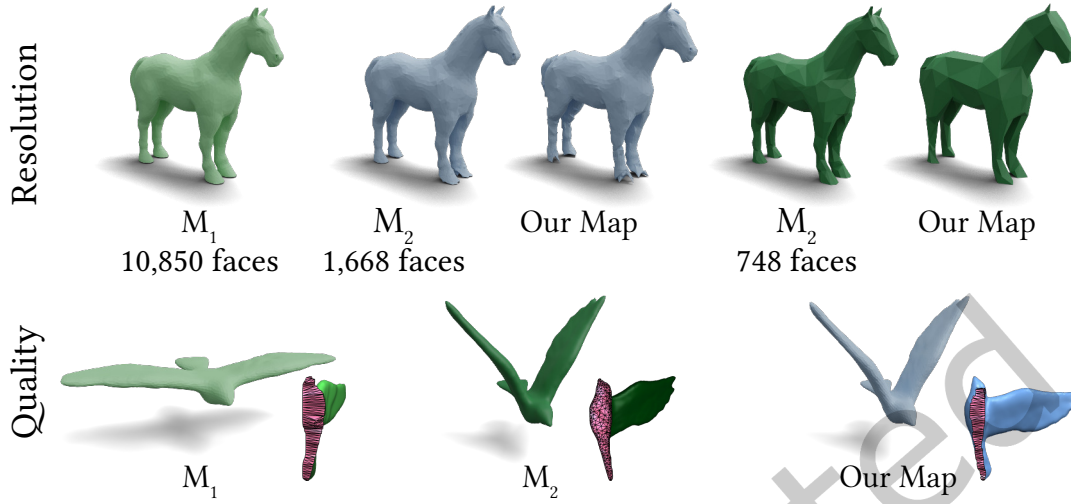 Resolution
M₁
10,850 faces
M₂
1,668 faces
Our Map
M₂
748 faces
Our Map
Quality
M₁
M₂
Our Map